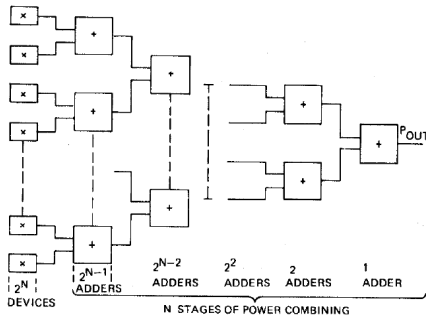 P_OUT
2^N
DEVICES
2^{N-1}
ADDERS
2^{N-2}
ADDERS
2^2
ADDERS
2
ADDERS
1
ADDER
N STAGES OF POWER COMBINING
×
×
×
×
×
×
+
+
+
+
+
+
+
+